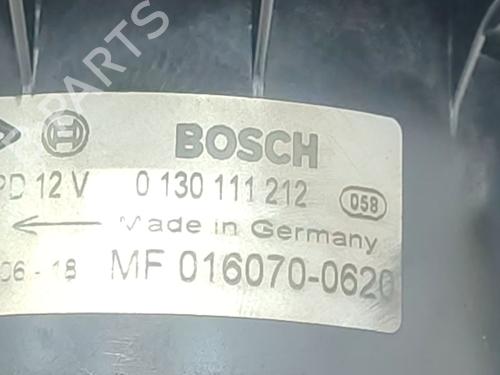 PARTS
BOSCH
PD 12 V 0 130 111 212 058
Made in Germany
06-18 MF 016070-0620